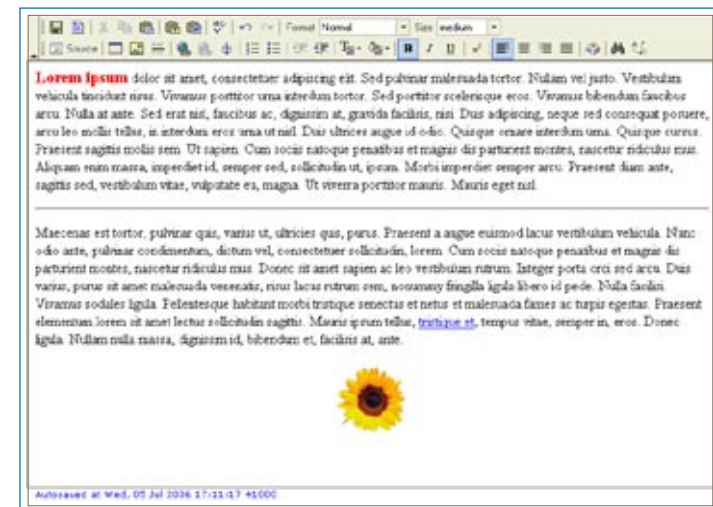 Format Normal Size medium
Source B I U
Lorem Ipsum dolor sit amet, consectetuer adipiscing elit. Sed pulvinar malesuada tortor. Nullam vel justo. Vestibulum
vehicula tincidunt risus. Vivamus porttitor urna interdum tortor. Sed porttitor scelerisque eros. Vivamus bibendum faucibus
arcu. Nulla at ante. Sed erat nisl, faucibus ac, dignissim at, gravida facilisis, nisi. Duis adipiscing, neque sed consequat posuere,
arcu leo mollis tellus, in interdum eros urna ut nisl. Duis ultrices augue id odio. Quisque ornare interdum urna. Quisque cursus.
Praesent sagittis mollis sem. Ut sapien. Cum sociis natoque penatibus et magnis dis parturient montes, nascetur ridiculus mus.
Aliquam enim massa, imperdiet id, semper sed, sollicitudin ut, ipsum. Morbi imperdiet semper arcu. Praesent diam ante,
sagittis sed, vestibulum vitae, vulputate ea, magna. Ut viverra porttitor mauris. Mauris eget nisl.
Maecenas est tortor, pulvinar quis, varius ut, ultricies quis, purus. Praesent a augue euismod lacus vestibulum vehicula. Nunc
odio ante, pulvinar condimentum, dictum vel, consectetuer sollicitudin, lorem. Cum sociis natoque penatibus et magnis dis
parturient montes, nascetur ridiculus mus. Donec sit amet sapien ac leo vestibulum rutrum. Integer porta orci sed arcu. Duis
varius, purus sit amet malesuada venenatis, risus lacus rutrum sem, nonummy fringilla ligula libero id pede. Nulla facilisi.
Vivamus sodales ligula. Pelentesque habitant morbi tristique senectus et netus et malesuada fames ac turpis egestas. Praesent
elementum lorem sit amet lectus sollicitudin sagittis. Mauris ipsum tellus, tristique et, tempus vitae, semper in, eros. Donec
ligula. Nullam nulla massa, dignissim id, bibendum et, facilisis at, ante.
Autosaved at Wed, 05 Jul 2006 17:11:17 +1000